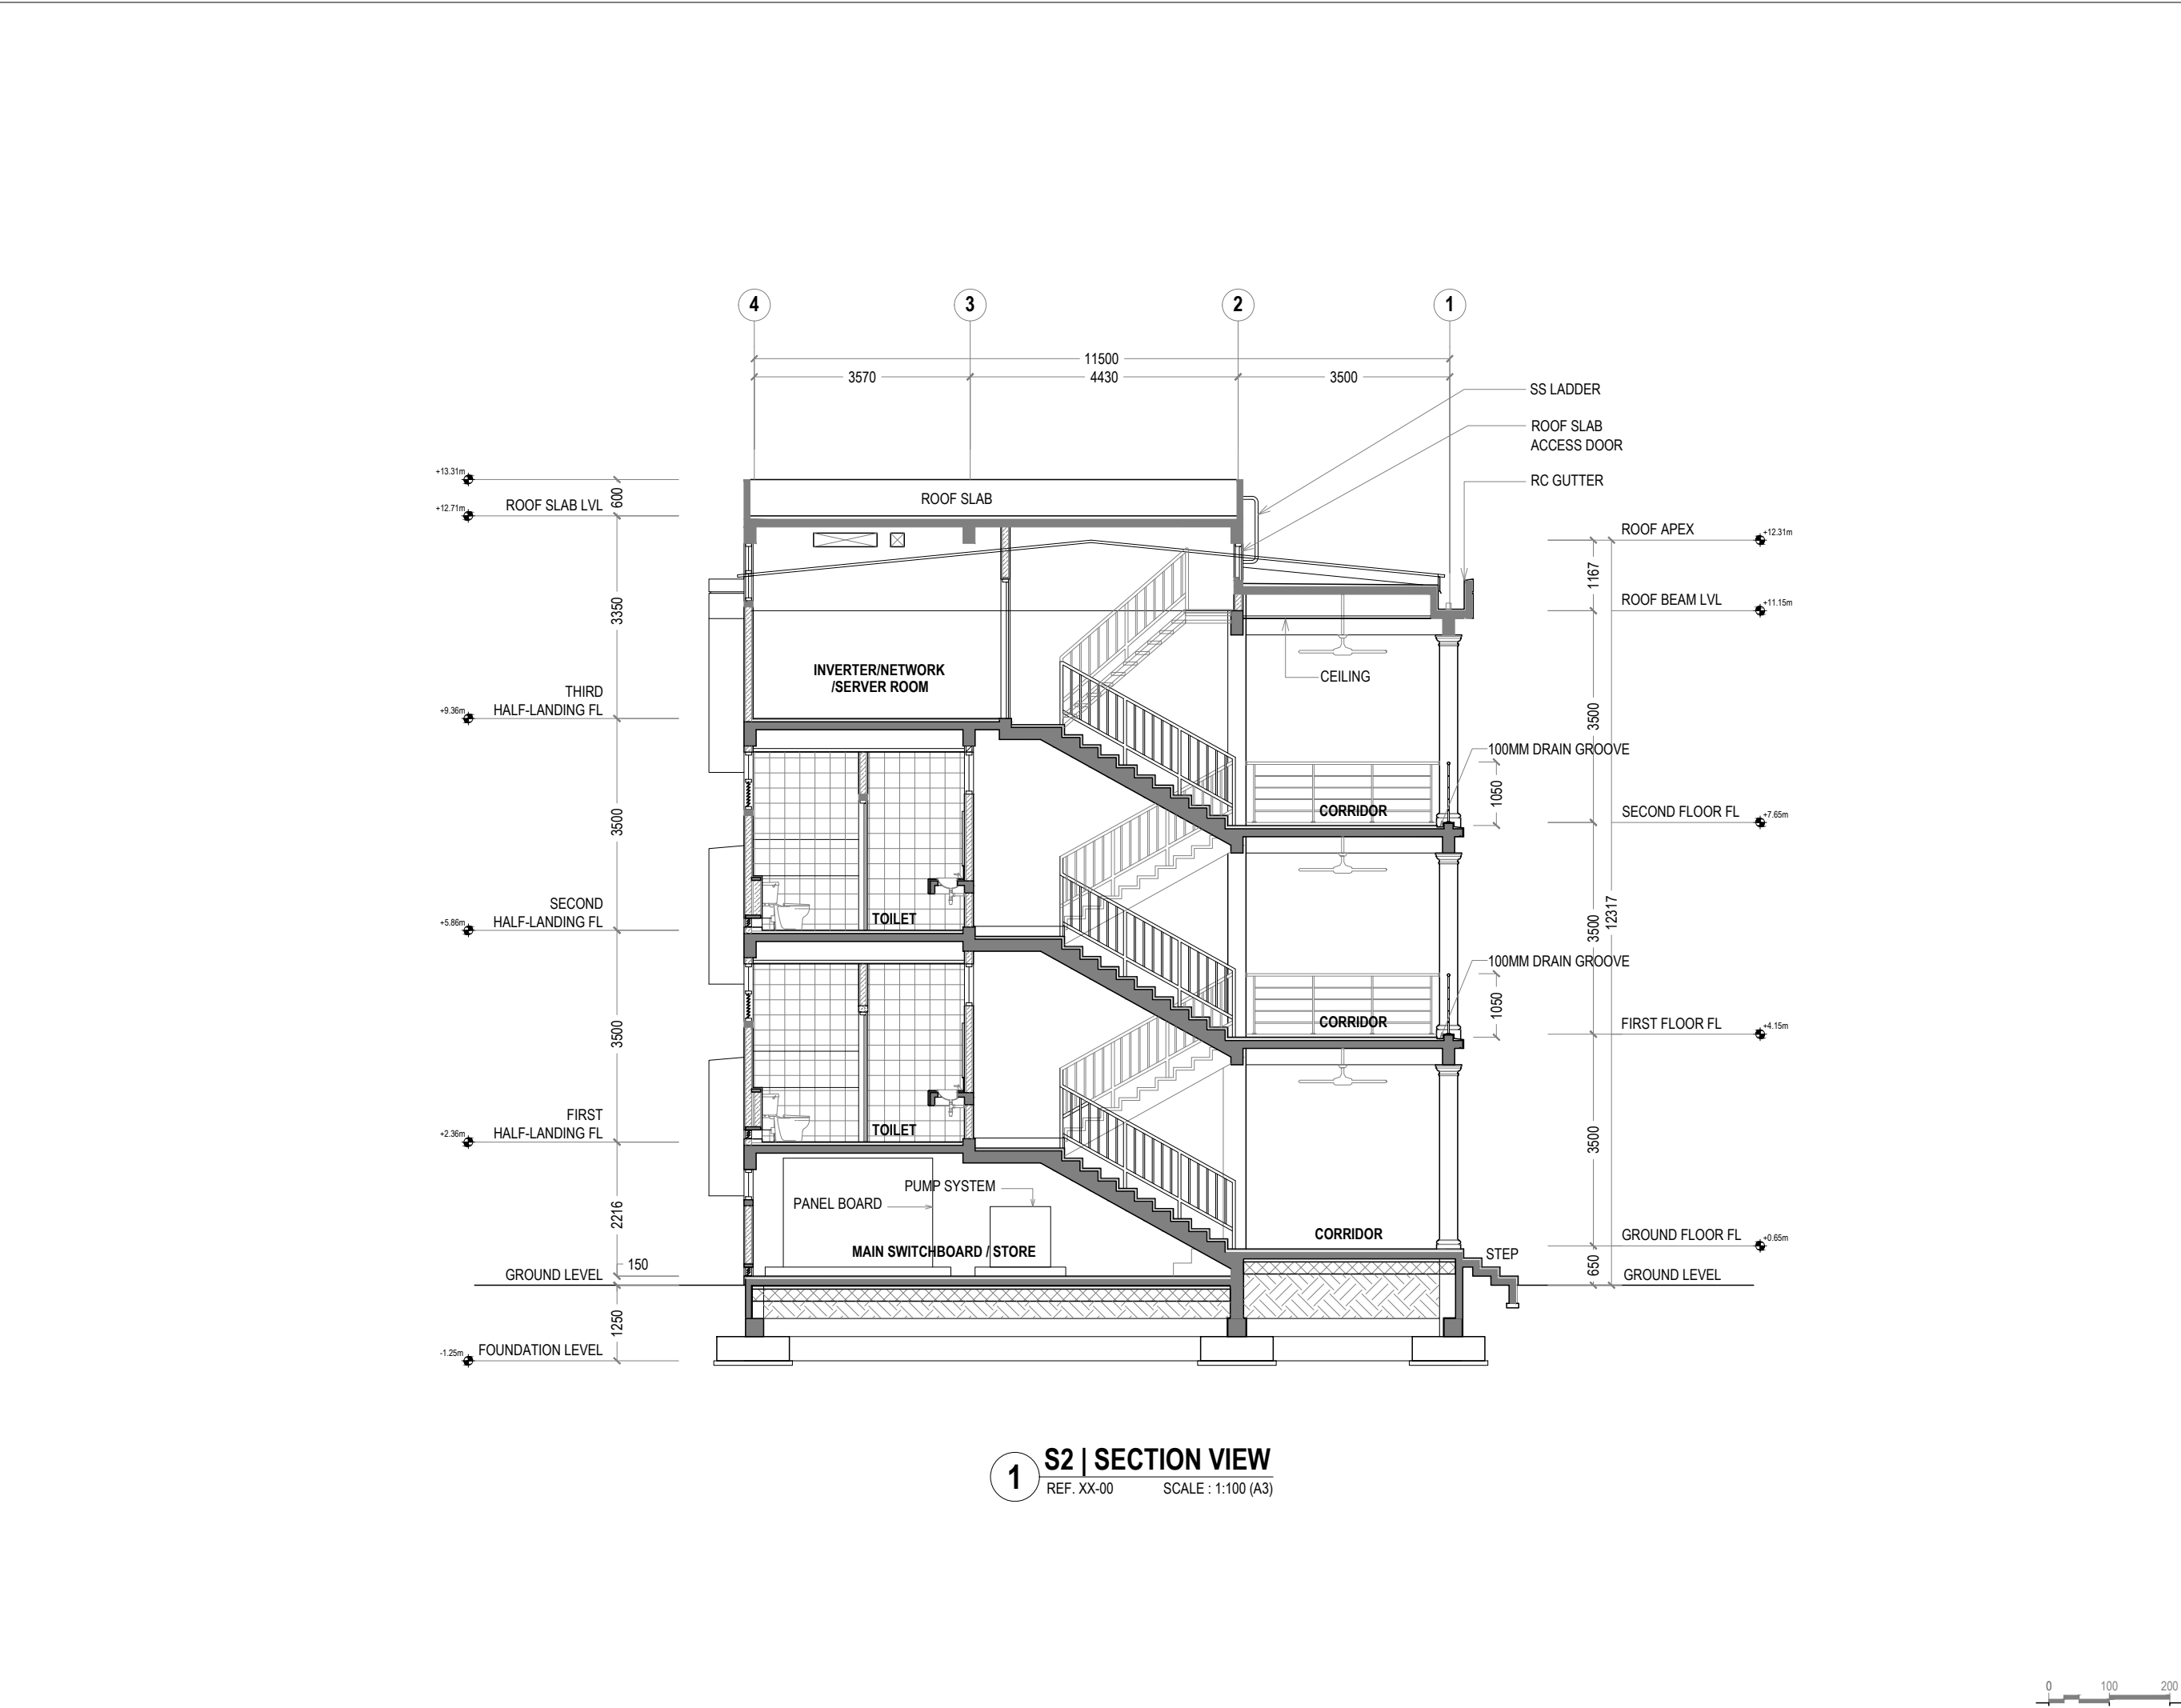 4
3
2
1
11500
3570
4430
3500
SS LADDER
ROOF SLAB
ACCESS DOOR
RC GUTTER
+13.31m
600
ROOF SLAB
+12.71m
ROOF SLAB LVL
ROOF APEX
+12.31m
1167
3350
ROOF BEAM LVL
+11.15m
INVERTER/NETWORK
/SERVER ROOM
CEILING
THIRD
HALF-LANDING FL
+9.36m
3500
100MM DRAIN GROOVE
1050
3500
CORRIDOR
SECOND FLOOR FL
+7.65m
SECOND
HALF-LANDING FL
+5.86m
TOILET
3500
12317
100MM DRAIN GROOVE
1050
3500
CORRIDOR
FIRST FLOOR FL
+4.15m
FIRST
HALF-LANDING FL
+2.36m
TOILET
3500
PUMP SYSTEM
PANEL BOARD
2216
MAIN SWITCHBOARD / STORE
CORRIDOR
GROUND FLOOR FL
+0.65m
STEP
150
650
GROUND LEVEL
GROUND LEVEL
1250
-1.25m
FOUNDATION LEVEL
1
S2 | SECTION VIEW
REF. XX-00
SCALE : 1:100 (A3)
0 100 200